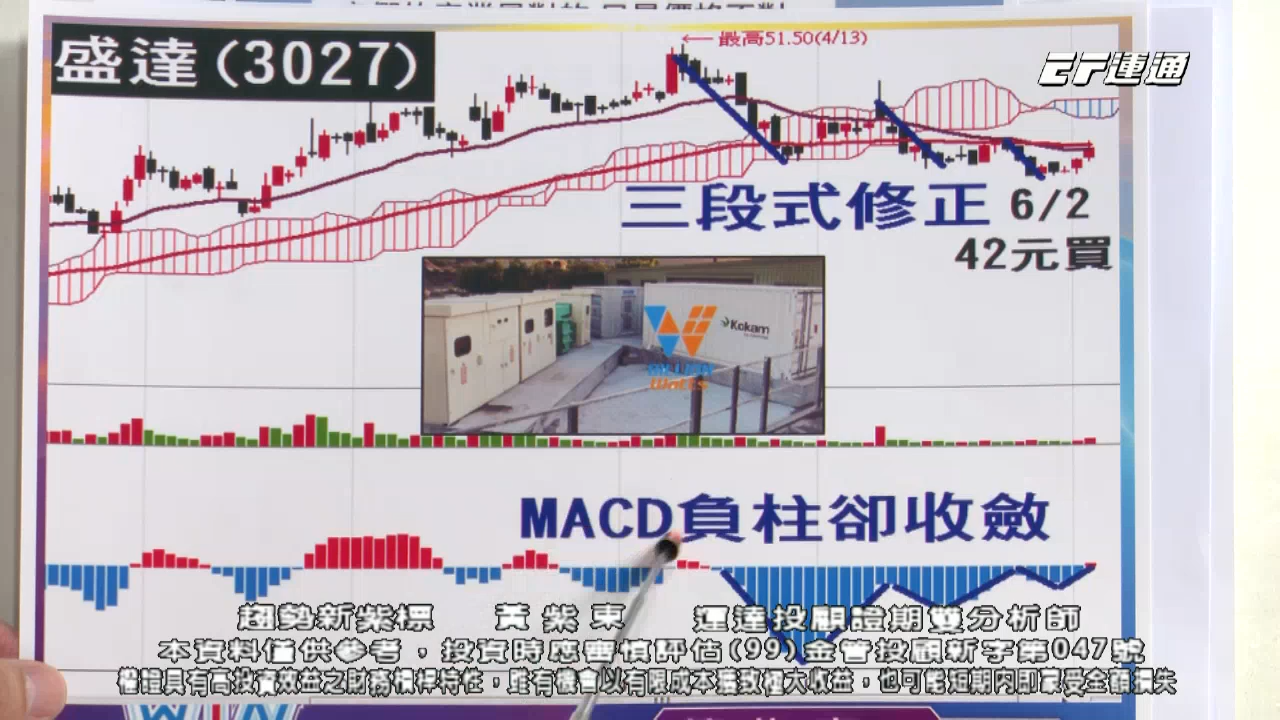 盛達(3027)
←最高51.50(4/13)
運通
三段式修正 6/2
42元買
Kokam
BILLION
Watts
MACD負柱卻收斂
趨勢新紫標 黃紫東 運達投顧證期雙分析師
本資料僅供參考，投資時應審慎評估(99)金管投顧新字第047號
權證具有高投資效益之財務槓桿特性，雖有機會以有限成本獲致極大收益，也可能短期內即蒙受全額損失
WIN